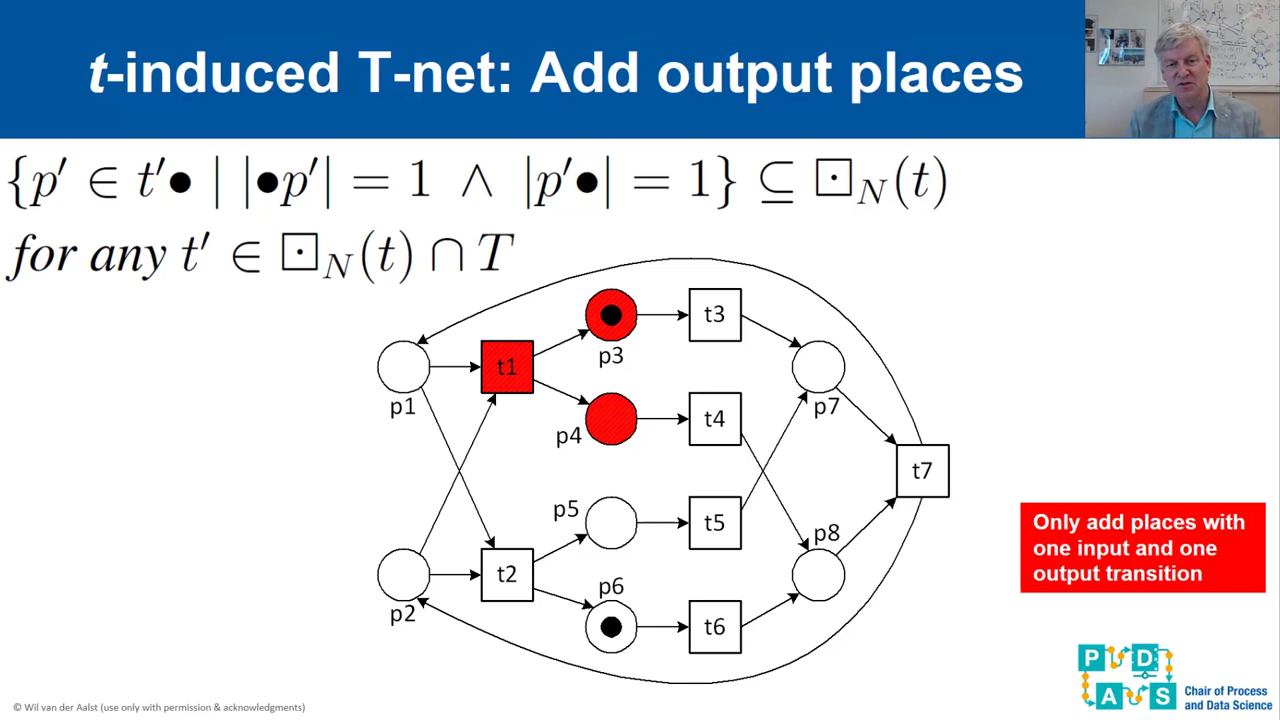 t-induced T-net: Add output places
{p′ ∈ t′● | |●p′| = 1 ∧ |p′●| = 1} ⊆ ⊡N(t)
for any t′ ∈ ⊡N(t) ∩ T
p3
t3
p1
t1
p4
t4
p7
t7
p5
t5
p2
t2
p6
t6
p8
Only add places with
one input and one
output transition
P D
A S
Chair of Process
and Data Science
© Wil van der Aalst (use only with permission & acknowledgments)